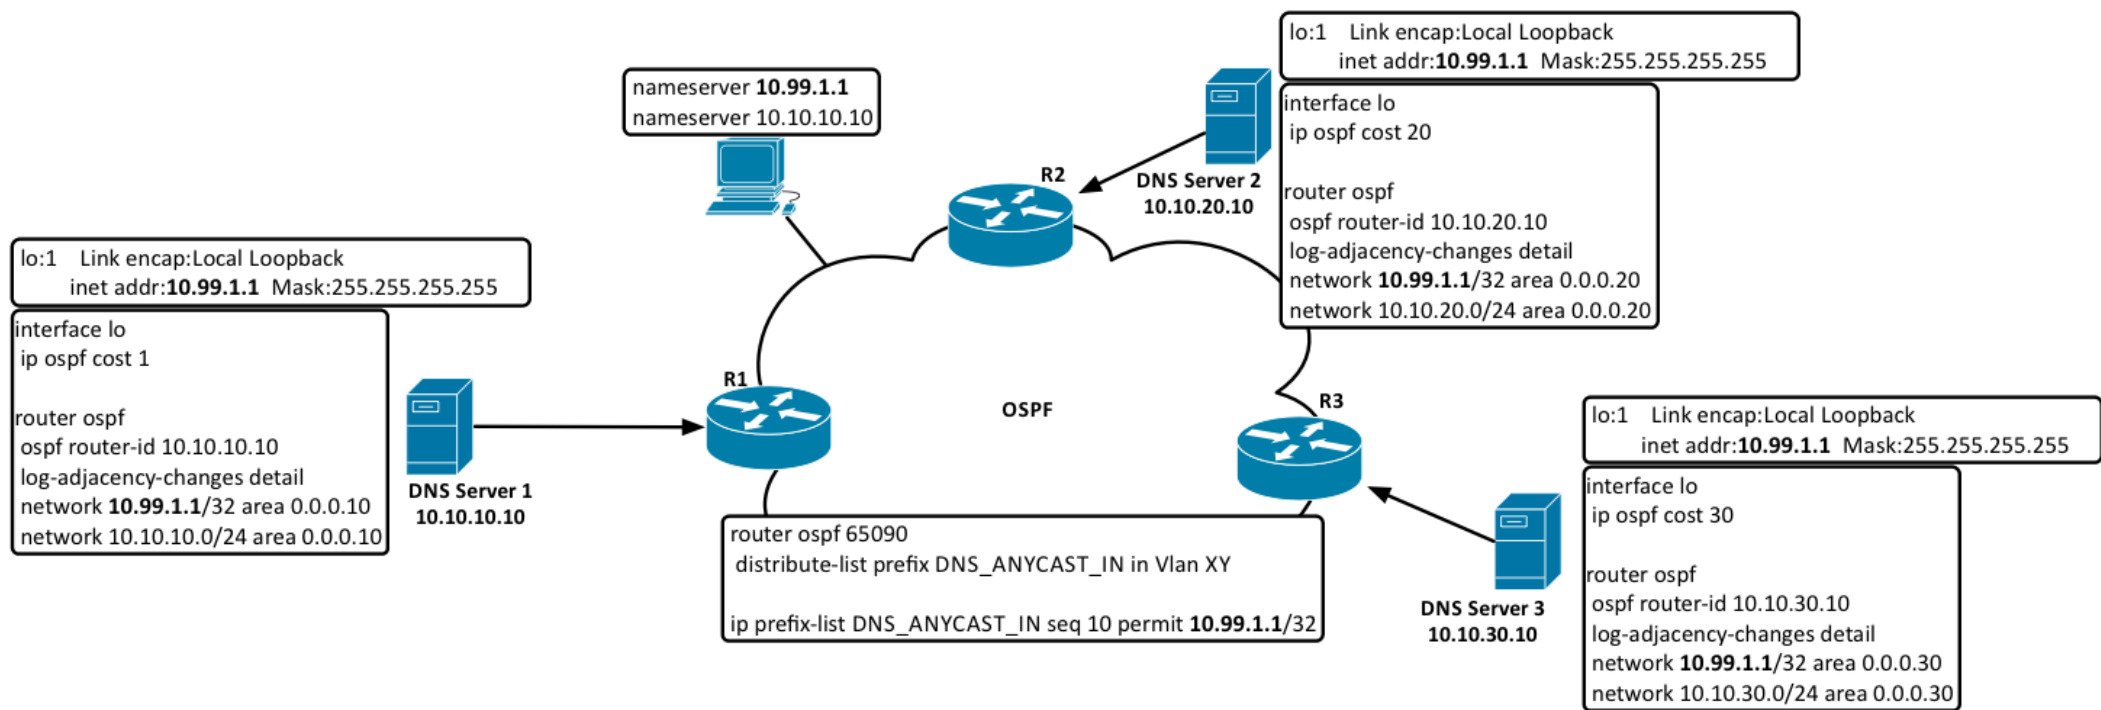 lo:1 Link encap:Local Loopback
inet addr:10.99.1.1 Mask:255.255.255.255
interface lo
ip ospf cost 20
router ospf
ospf router-id 10.10.20.10
log-adjacency-changes detail
network 10.99.1.1/32 area 0.0.0.20
network 10.10.20.0/24 area 0.0.0.20
DNS Server 2
10.10.20.10
nameserver 10.99.1.1
nameserver 10.10.10.10
R2
lo:1 Link encap:Local Loopback
inet addr:10.99.1.1 Mask:255.255.255.255
interface lo
ip ospf cost 1
router ospf
ospf router-id 10.10.10.10
log-adjacency-changes detail
network 10.99.1.1/32 area 0.0.0.10
network 10.10.10.0/24 area 0.0.0.10
DNS Server 1
10.10.10.10
R1
OSPF
R3
lo:1 Link encap:Local Loopback
inet addr:10.99.1.1 Mask:255.255.255.255
interface lo
ip ospf cost 30
router ospf
ospf router-id 10.10.30.10
log-adjacency-changes detail
network 10.99.1.1/32 area 0.0.0.30
network 10.10.30.0/24 area 0.0.0.30
DNS Server 3
10.10.30.10
router ospf 65090
distribute-list prefix DNS_ANYCAST_IN in Vlan XY
ip prefix-list DNS_ANYCAST_IN seq 10 permit 10.99.1.1/32